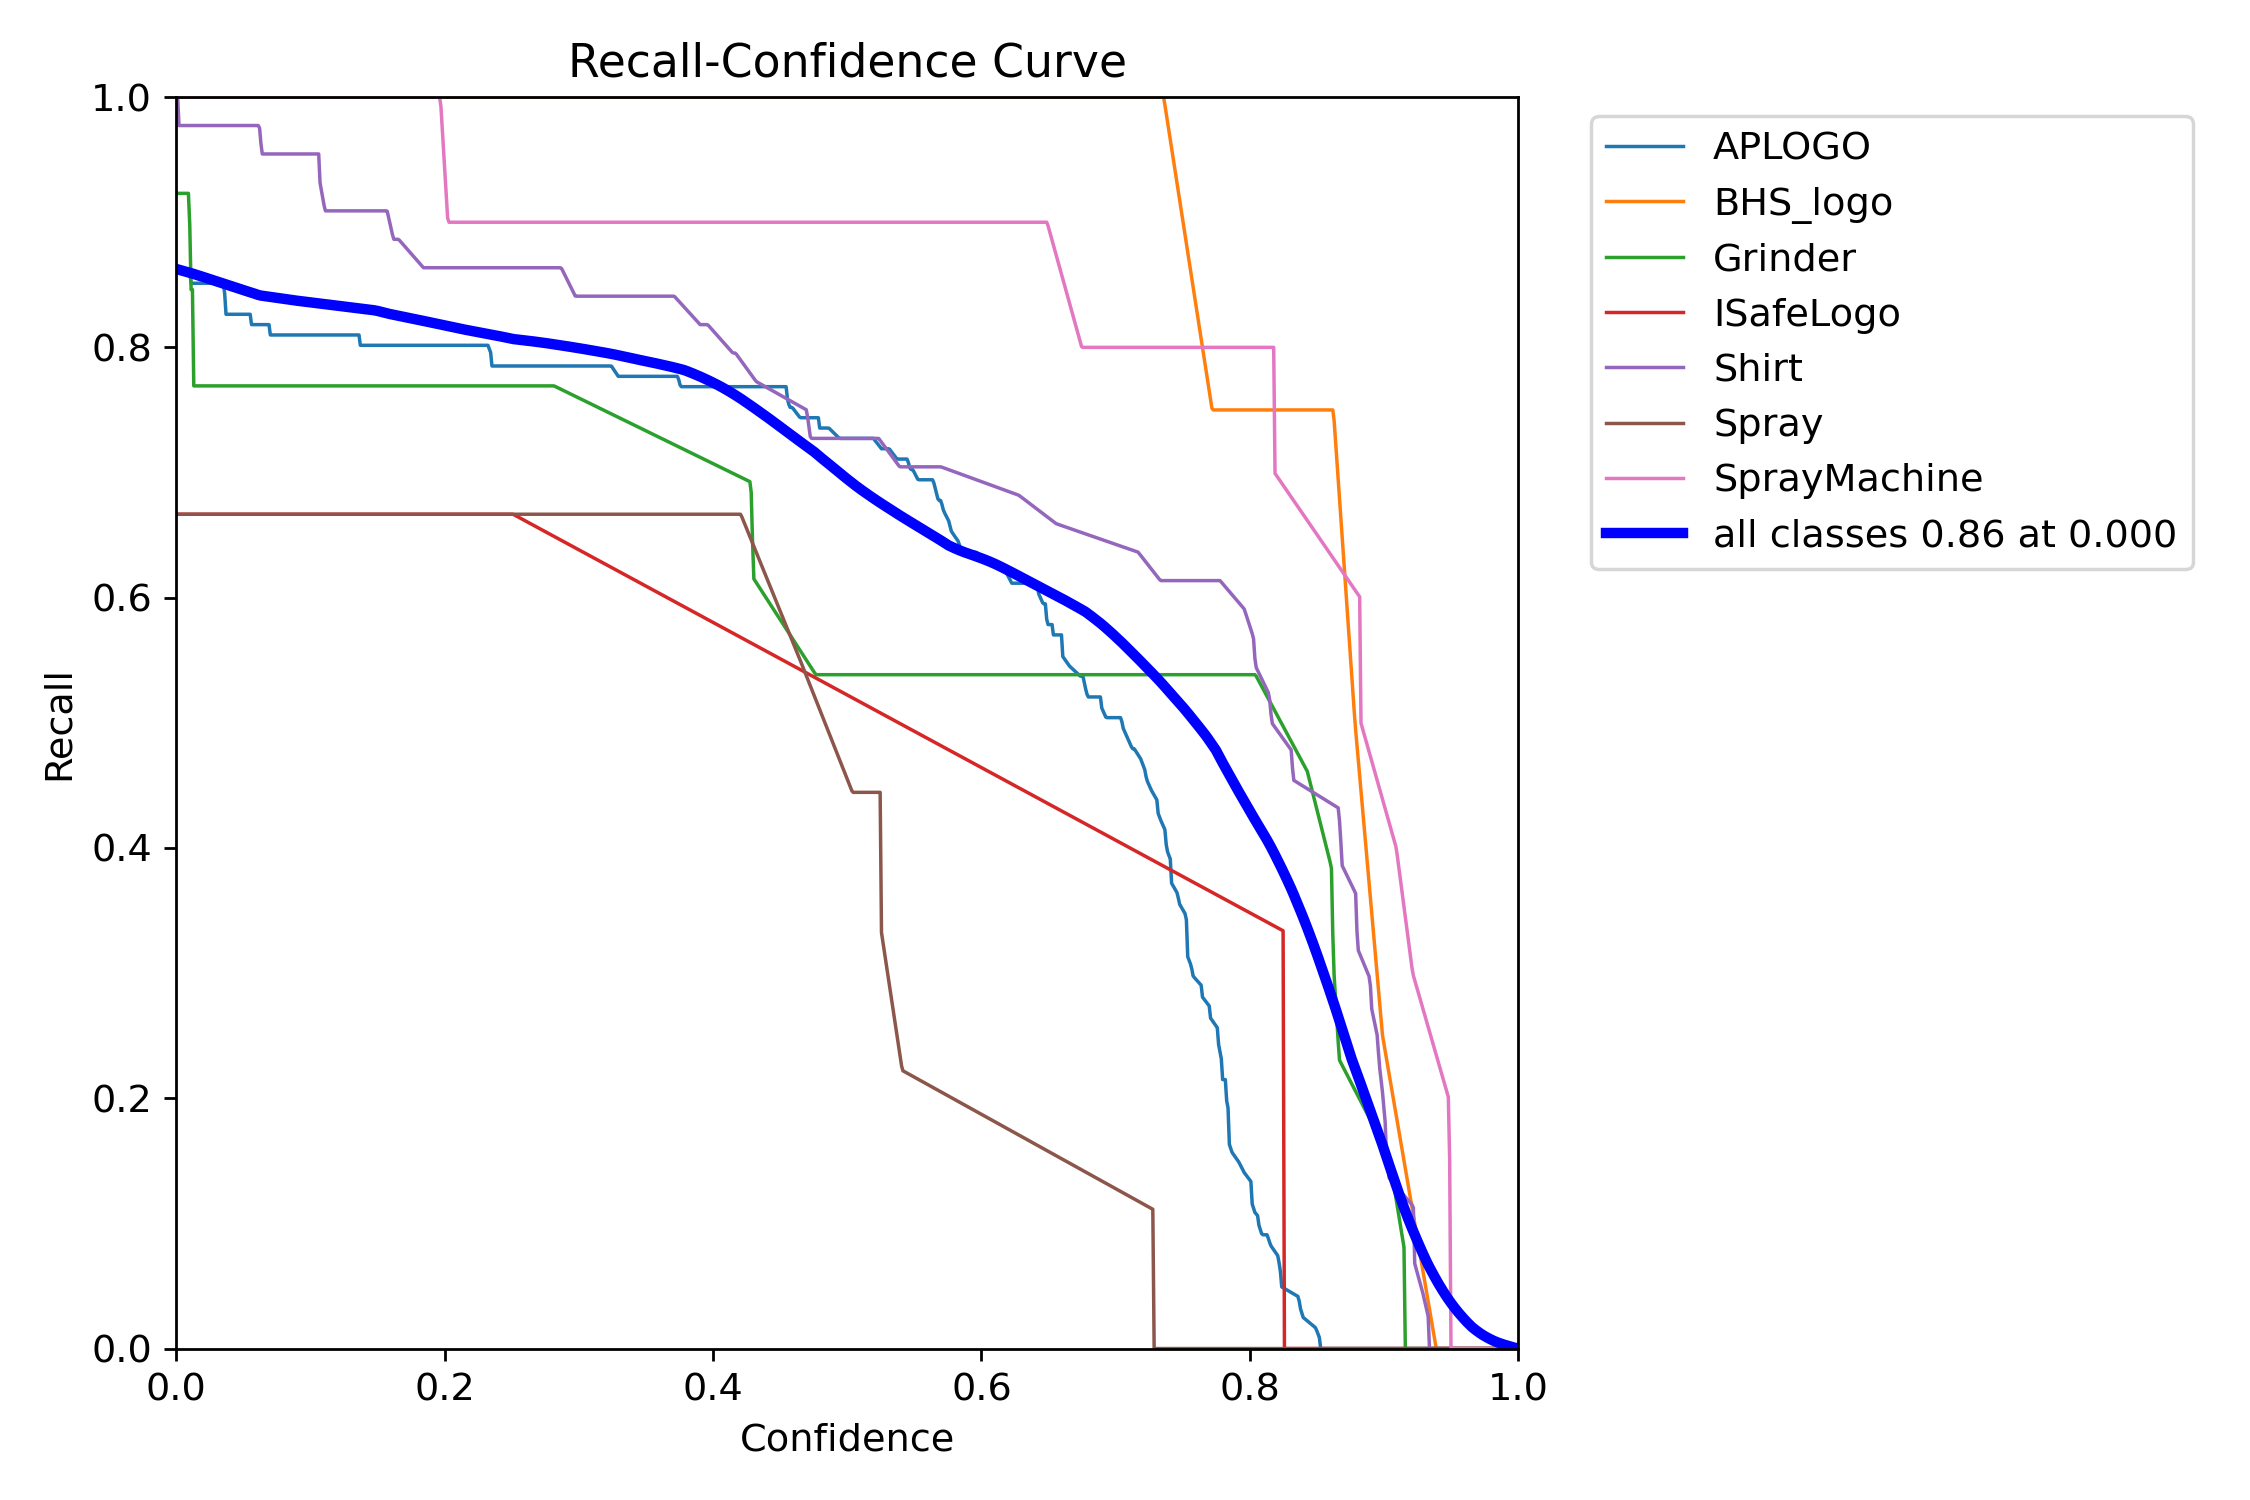 Recall-Confidence Curve
1.0
0.8
0.6
0.4
0.2
0.0
Recall
0.0 0.2 0.4 0.6 0.8 1.0
Confidence
APLOGO
BHS_logo
Grinder
ISafeLogo
Shirt
Spray
SprayMachine
all classes 0.86 at 0.000